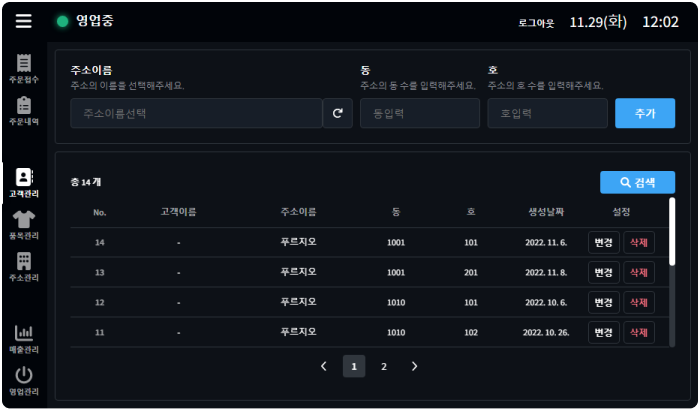 영업중
로그아웃 11.29(화) 12:02
주문접수
주문내역
고객관리
품목관리
주소관리
매출관리
영업관리
주소이름 동 호
주소의 이름을 선택해주세요. 주소의 동 수를 입력해주세요. 주소의 호 수를 입력해주세요.
주소이름선택 동입력 호입력 추가
총 14 개 검색
No. 고객이름 주소이름 동 호 생성날짜 설정
14 - 푸르지오 1001 101 2022. 11. 6. 변경 삭제
13 - 푸르지오 1001 201 2022. 11. 8. 변경 삭제
12 - 푸르지오 1010 101 2022. 10. 6. 변경 삭제
11 - 푸르지오 1010 102 2022. 10. 26. 변경 삭제
1 2